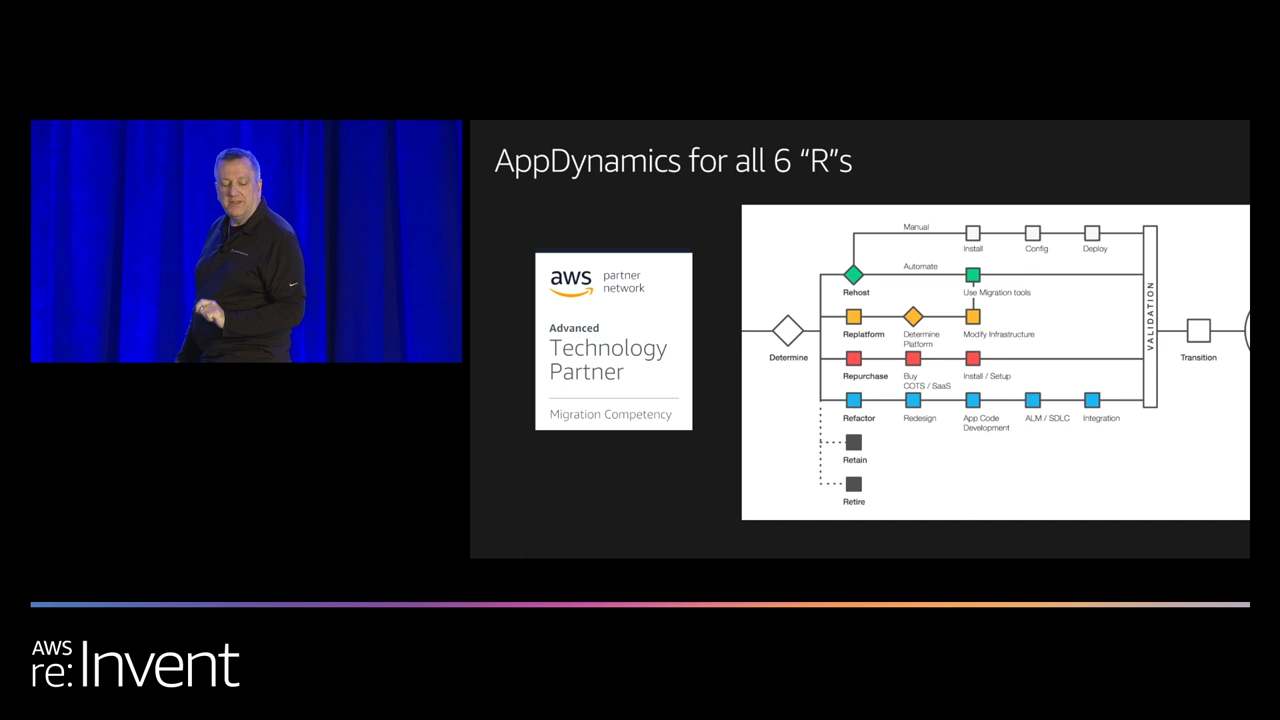 AppDynamics for all 6 “R”s
aws partner
network
Advanced
Technology
Partner
Migration Competency
Manual
Install
Config
Deploy
Automate
Rehost
Use Migration tools
Replatform
Determine
Platform
Modify Infrastructure
Determine
Repurchase
Buy
COTS / SaaS
Install / Setup
Refactor
Redesign
App Code
Development
ALM / SDLC
Integration
Retain
Retire
VALIDATION
Transition
AWS
re:Invent